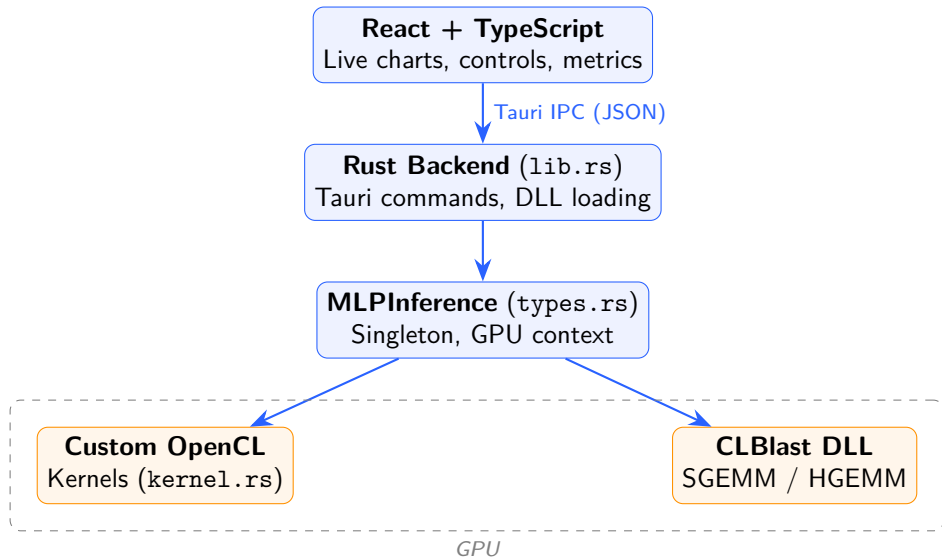 React + TypeScript
Live charts, controls, metrics
Tauri IPC (JSON)
Rust Backend (lib.rs)
Tauri commands, DLL loading
MLPInference (types.rs)
Singleton, GPU context
Custom OpenCL
Kernels (kernel.rs)
CLBlast DLL
SGEMM / HGEMM
GPU